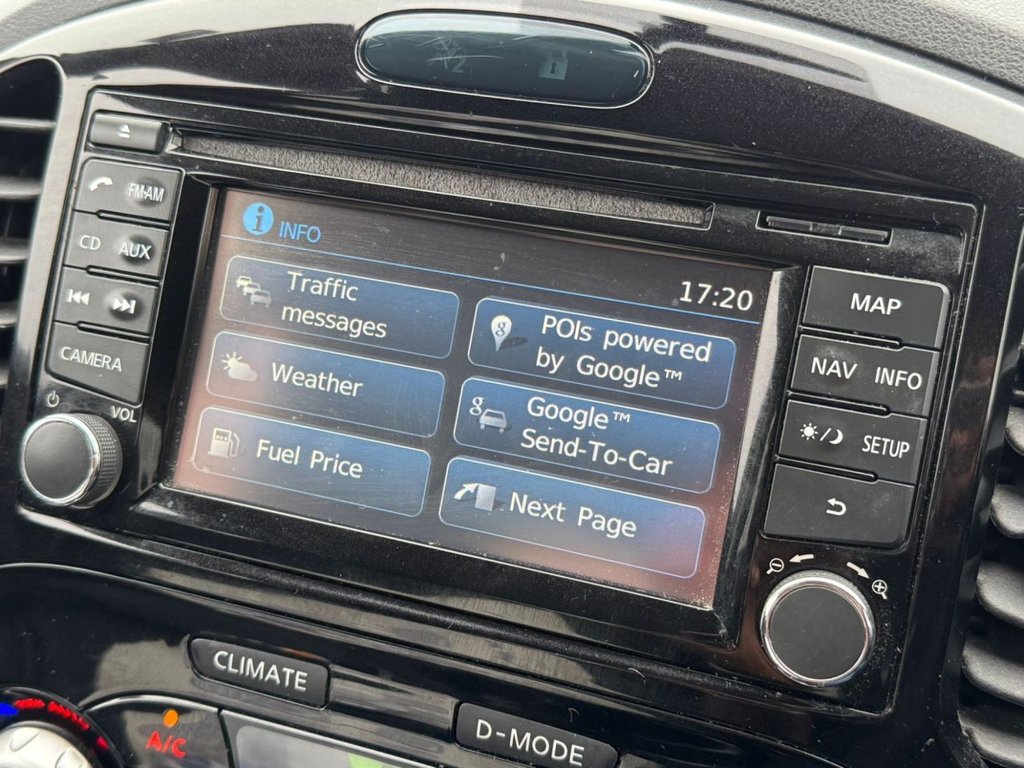 INFO
17:20
Traffic
messages
POIs powered
by Google™
Weather
Google™
Send-To-Car
Fuel Price
Next Page
FM·AM
CD AUX
CAMERA
VOL
MAP
NAV INFO
SETUP
CLIMATE
D-MODE
A/C